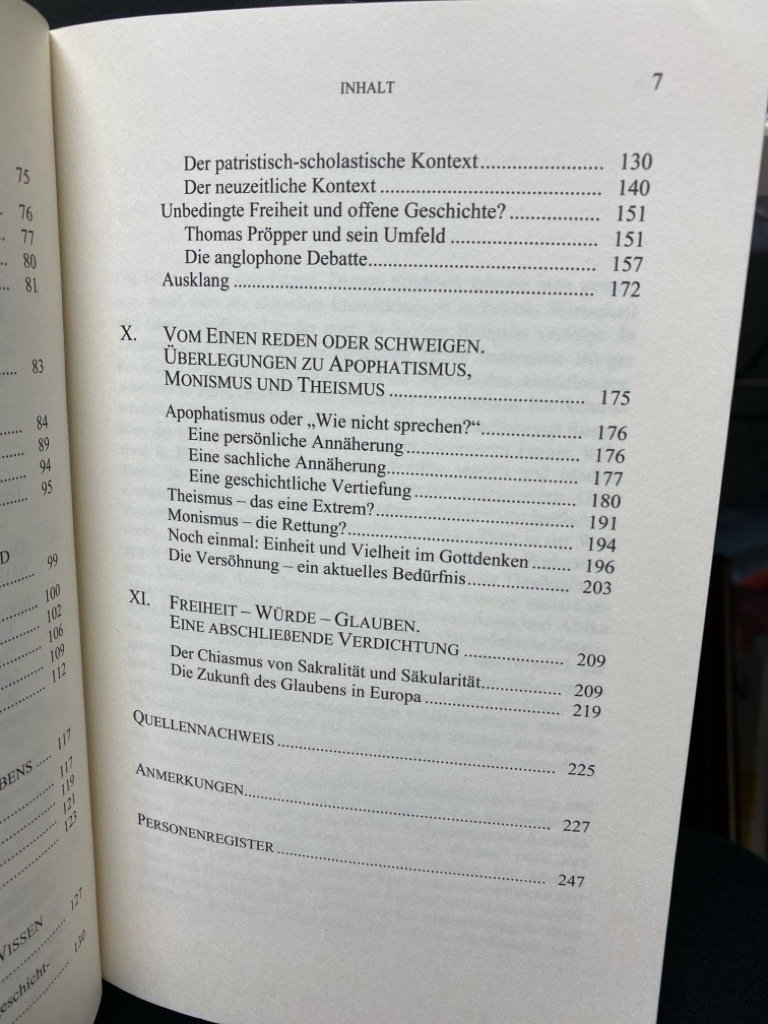 75
76
77
80
81
83
84
89
94
95
D
99
100
102
106
109
112
117
BENS
117
119
121
123
127
WISSEN
130
eschicht-
INHALT 7
Der patristisch-scholastische Kontext 130
Der neuzeitliche Kontext 140
Unbedingte Freiheit und offene Geschichte? 151
Thomas Pröpper und sein Umfeld 151
Die anglophone Debatte 157
Ausklang 172
X. VOM EINEN REDEN ODER SCHWEIGEN.
ÜBERLEGUNGEN ZU APOPHATISMUS,
MONISMUS UND THEISMUS 175
Apophatismus oder „Wie nicht sprechen?“ 176
Eine persönliche Annäherung 176
Eine sachliche Annäherung 177
Eine geschichtliche Vertiefung 180
Theismus – das eine Extrem? 191
Monismus – die Rettung? 194
Noch einmal: Einheit und Vielheit im Gottdenken 196
Die Versöhnung – ein aktuelles Bedürfnis 203
XI. FREIHEIT – WÜRDE – GLAUBEN.
EINE ABSCHLIEßENDE VERDICHTUNG 209
Der Chiasmus von Sakralität und Säkularität 209
Die Zukunft des Glaubens in Europa 219
QUELLENNACHWEIS 225
ANMERKUNGEN 227
PERSONENREGISTER 247